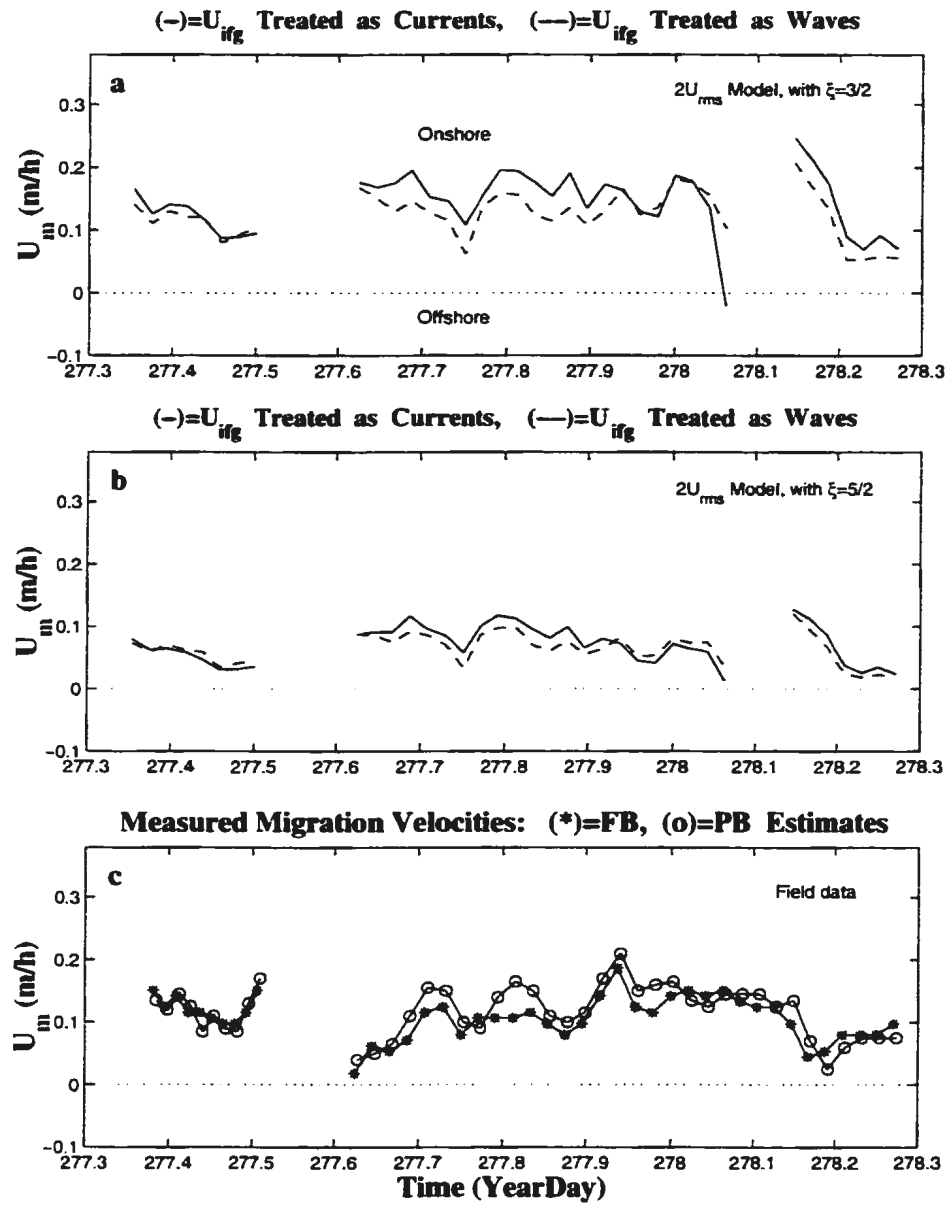 (–)=U_ifg Treated as Currents, (––)=U_ifg Treated as Waves
a
2U_rms Model, with ξ=3/2
Onshore
Offshore
U_m (m/h)
0.3
0.2
0.1
0
−0.1
277.3 277.4 277.5 277.6 277.7 277.8 277.9 278 278.1 278.2 278.3
(–)=U_ifg Treated as Currents, (––)=U_ifg Treated as Waves
b
2U_rms Model, with ξ=5/2
U_m (m/h)
0.3
0.2
0.1
0
−0.1
277.3 277.4 277.5 277.6 277.7 277.8 277.9 278 278.1 278.2 278.3
Measured Migration Velocities: (*)=FB, (o)=PB Estimates
c
Field data
U_m (m/h)
0.3
0.2
0.1
0
−0.1
277.3 277.4 277.5 277.6 277.7 277.8 277.9 278 278.1 278.2 278.3
Time (YearDay)